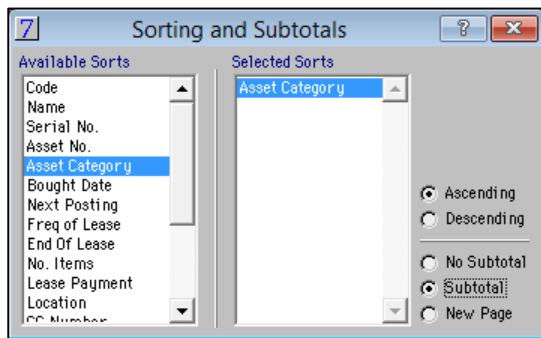 7 Sorting and Subtotals ?
Available Sorts
Code
Name
Serial No.
Asset No.
Asset Category
Bought Date
Next Posting
Freq of Lease
End Of Lease
No. Items
Lease Payment
Location
CC Number
Selected Sorts
Asset Category
Ascending
Descending
No Subtotal
Subtotal
New Page